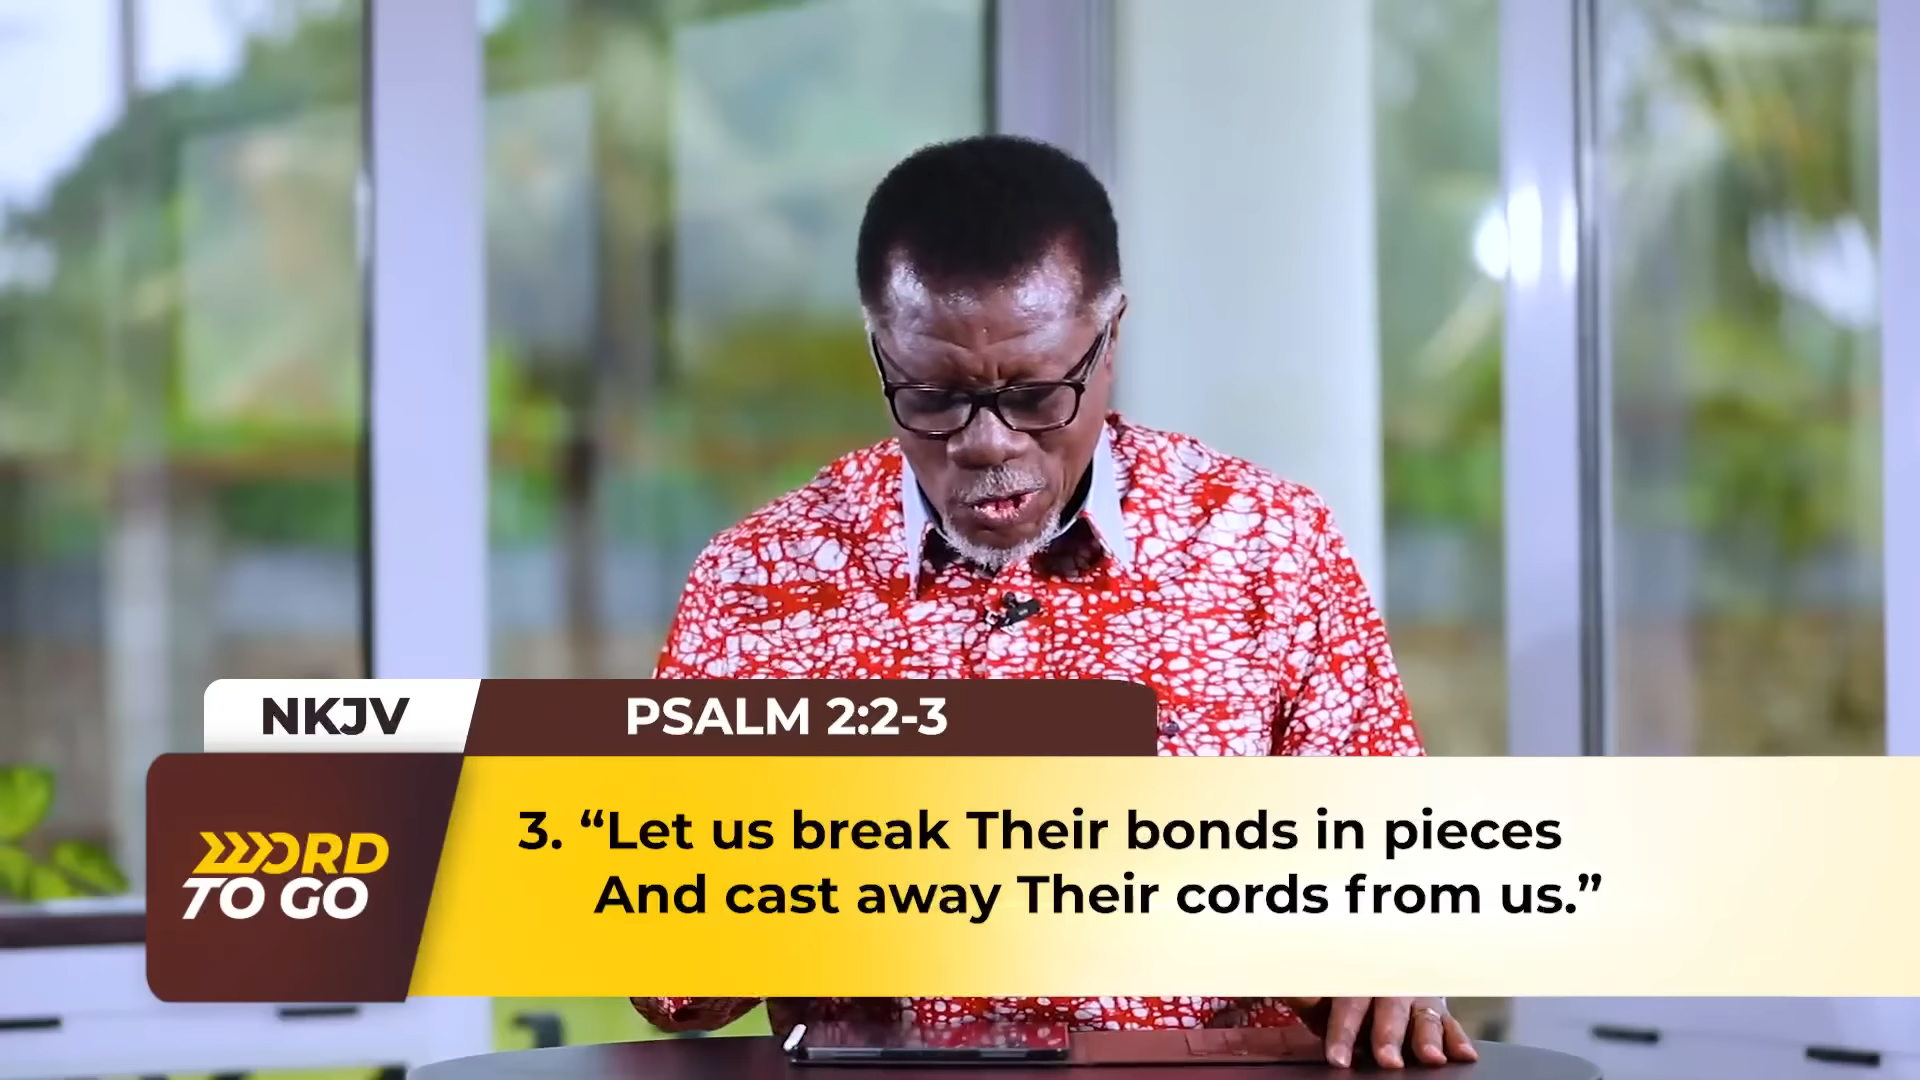 NKJV
PSALM 2:2-3
WORD
TO GO
3. “Let us break Their bonds in pieces
And cast away Their cords from us.”